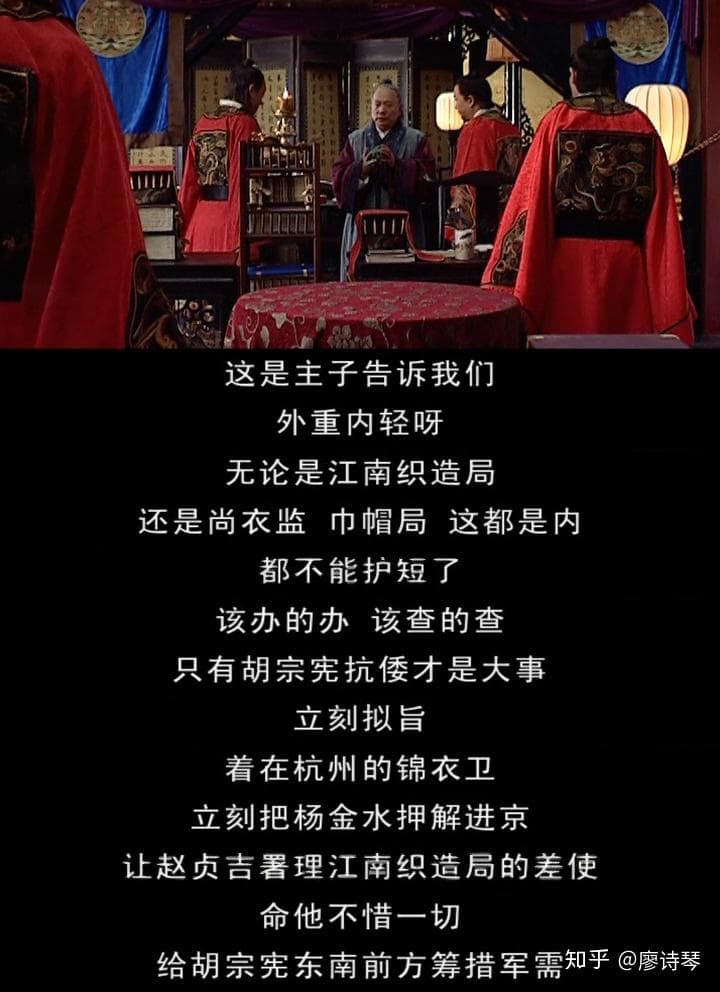 这是主子告诉我们
外重内轻呀
无论是江南织造局
还是尚衣监 巾帽局 这都是内
都不能护短了
该办的办 该查的查
只有胡宗宪抗倭才是大事
立刻拟旨
着在杭州的锦衣卫
立刻把杨金水押解进京
让赵贞吉署理江南织造局的差使
命他不惜一切
给胡宗宪东南前方筹措军需
知乎 @廖诗琴